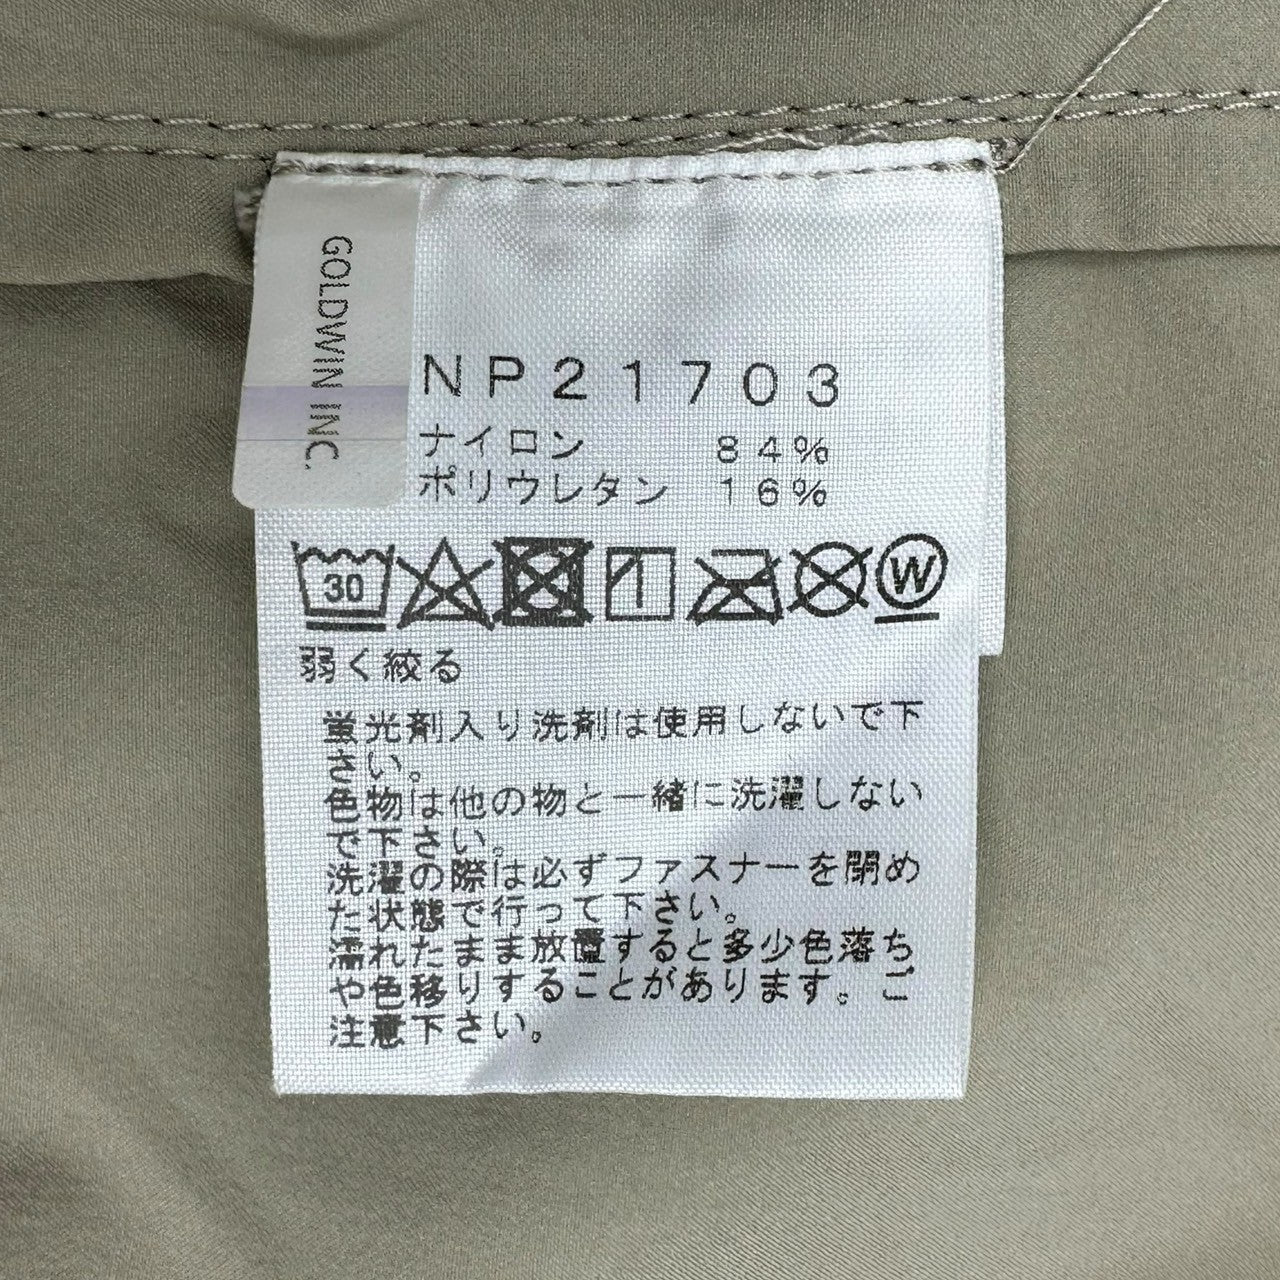 GOLDWIN INC.
NP21703
ナイロン 84%
ポリウレタン 16%
30
W
弱く絞る
蛍光剤入り洗剤は使用しないで下
さい。
色物は他の物と一緒に洗濯しない
で下さい。
洗濯の際は必ずファスナーを閉め
た状態で行って下さい。
濡れたまま放置すると多少色落ち
や色移りすることがあります。ご
注意下さい。